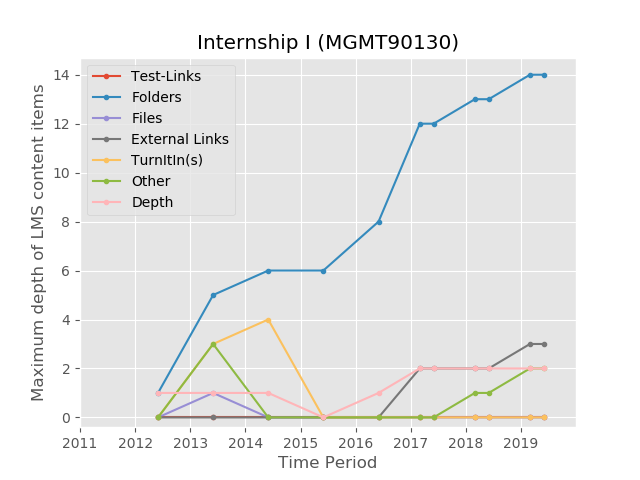 Internship I (MGMT90130)
Maximum depth of LMS content items
14
12
10
8
6
4
2
0
Test-Links
Folders
Files
External Links
TurnItIn(s)
Other
Depth
2011 2012 2013 2014 2015 2016 2017 2018 2019
Time Period